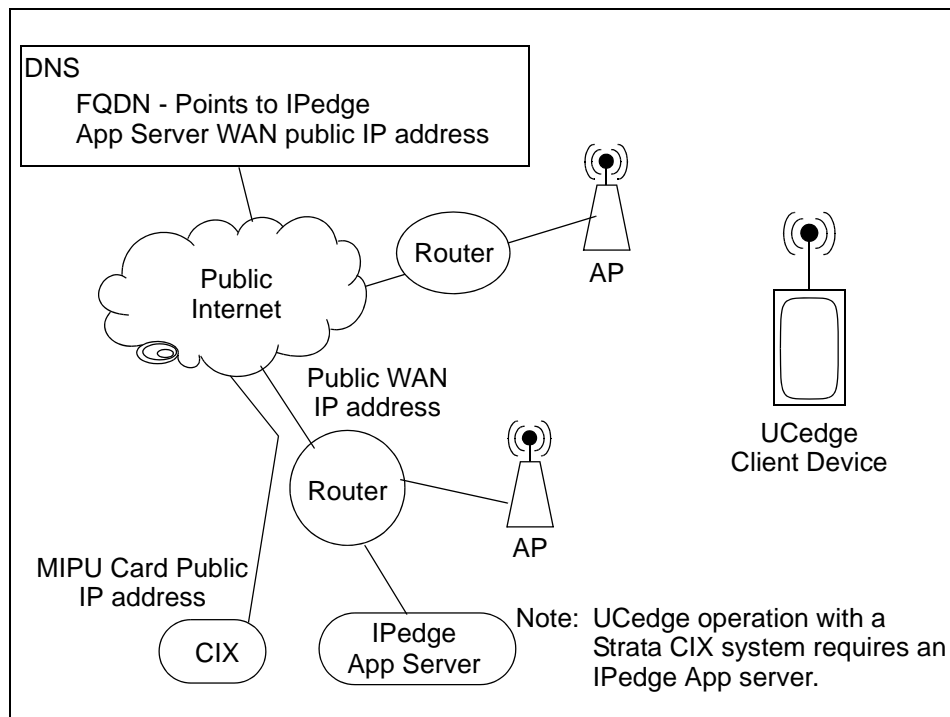 DNS
FQDN - Points to IPedge
App Server WAN public IP address
Router
AP
Public
Internet
Public WAN
IP address
UCedge
Client Device
Router
AP
MIPU Card Public
IP address
CIX
IPedge
App Server
Note: UCedge operation with a
Strata CIX system requires an
IPedge App server.